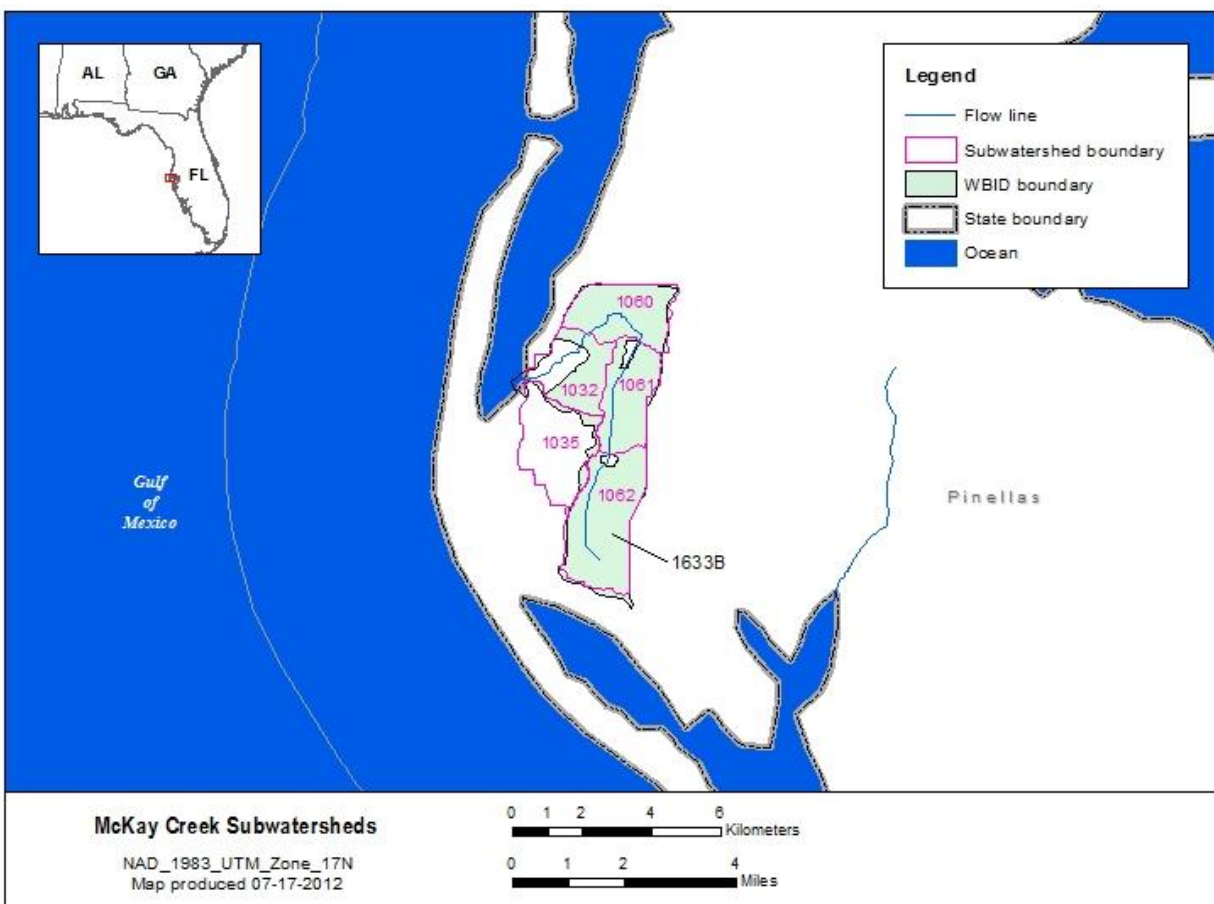 AL
GA
FL
Legend
Flow line
Subwatershed boundary
WBID boundary
State boundary
Ocean
1060
1032
1061
1035
1062
Gulf
of
Mexico
Pinellas
1633B
McKay Creek Subwatersheds
NAD_1983_UTM_Zone_17N
Map produced 07-17-2012
0 1 2 4 6
Kilometers
0 1 2 4
Miles